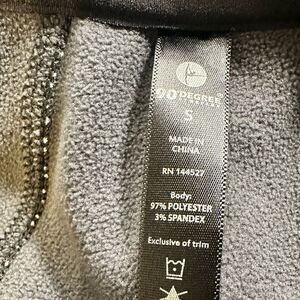 90 DEGREE
S
MADE IN
CHINA
RN 144527
Body:
97% POLYESTER
3% SPANDEX
Exclusive of trim